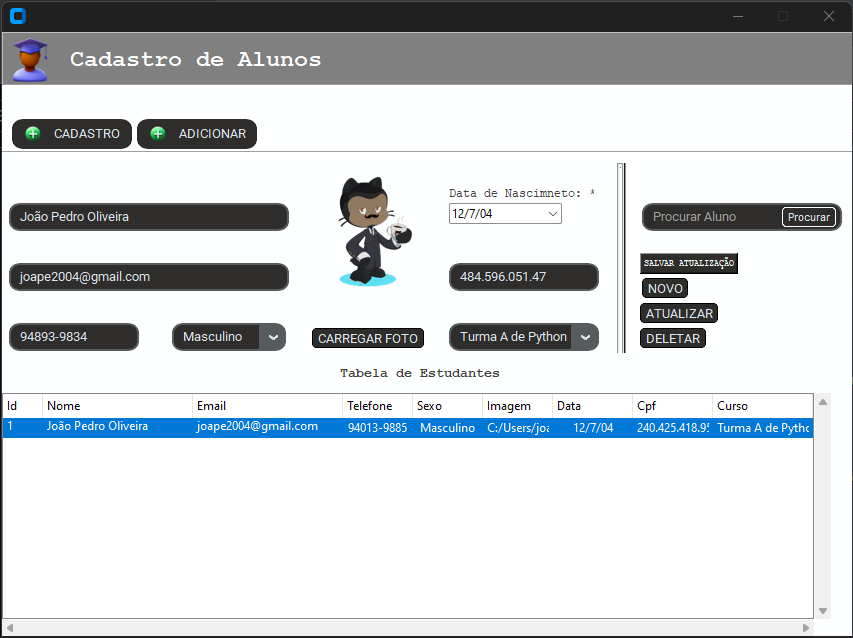 Cadastro de Alunos
CADASTRO
ADICIONAR
Data de Nascimneto: *
João Pedro Oliveira
12/7/04
Procurar Aluno
Procurar
joape2004@gmail.com
484.596.051.47
SALVAR ATUALIZAÇÃO
NOVO
ATUALIZAR
94893-9834
Masculino
CARREGAR FOTO
Turma A de Python
DELETAR
Tabela de Estudantes
Id Nome Email Telefone Sexo Imagem Data Cpf Curso
1 João Pedro Oliveira joape2004@gmail.com 94013-9885 Masculino C:/Users/joa 12/7/04 240.425.418.95 Turma A de Pytho